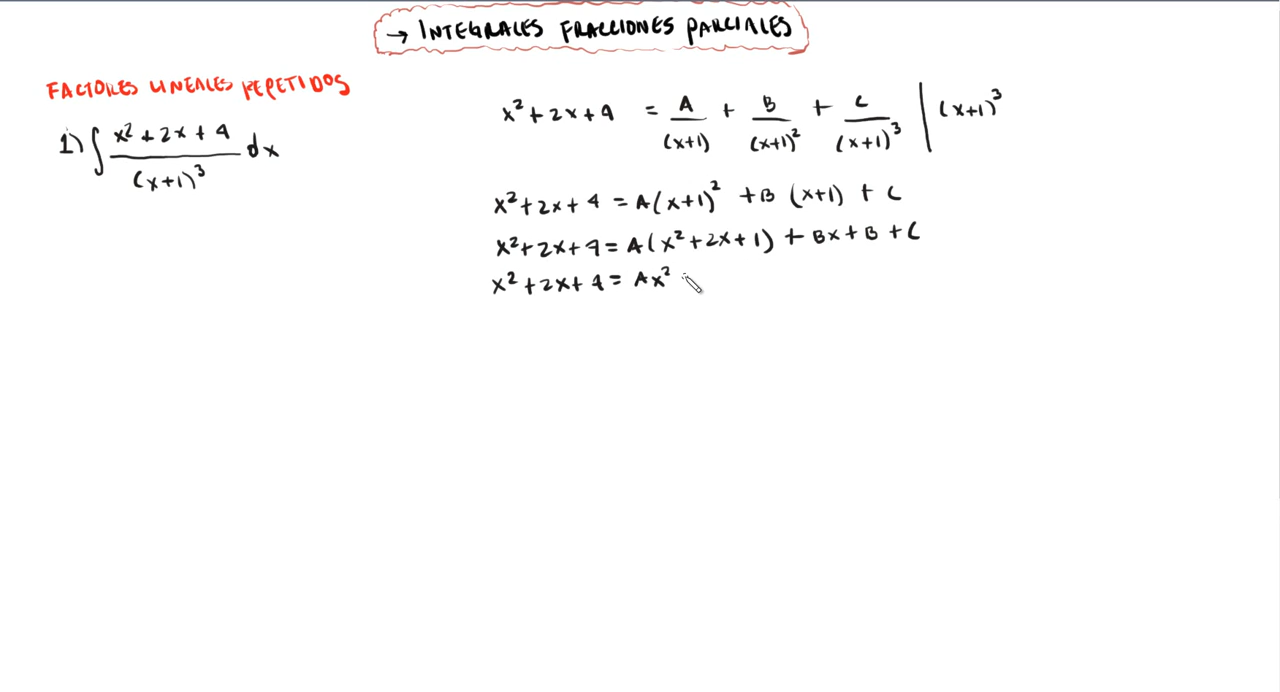 → INTEGRALES FRACCIONES PARCIALES
FACTORES LINEALES REPETIDOS
1) ∫ x² + 2x + 4 / (x+1)³ dx
x² + 2x + 4 = A/(x+1) + B/(x+1)² + C/(x+1)³ | (x+1)³
x² + 2x + 4 = A(x+1)² + B(x+1) + C
x² + 2x + 4 = A(x² + 2x + 1) + Bx + B + C
x² + 2x + 4 = Ax²